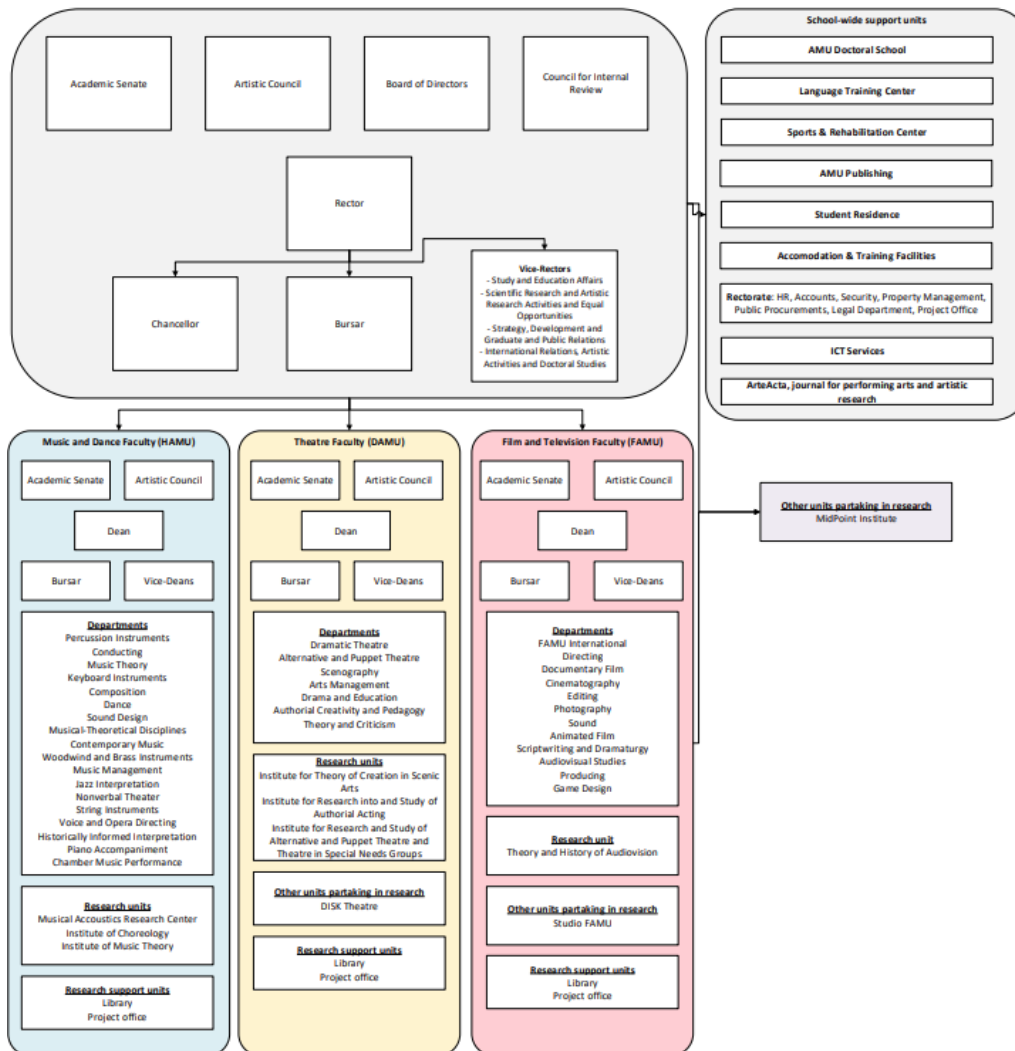 Academic Senate
Artistic Council
Board of Directors
Council for Internal
Review
Rector
Chancellor
Bursar
Vice-Rectors
- Study and Education Affairs
- Scientific Research and Artistic
Research Activities and Equal
Opportunities
- Strategy, Development and
Graduate and Public Relations
- International Relations, Artistic
Activities and Doctoral Studies
School-wide support units
AMU Doctoral School
Language Training Center
Sports & Rehabilitation Center
AMU Publishing
Student Residence
Accomodation & Training Facilities
Rectorate: HR, Accounts, Security, Property Management,
Public Procurements, Legal Department, Project Office
ICT Services
ArteActa, journal for performing arts and artistic
research
Music and Dance Faculty (HAMU)
Academic Senate
Artistic Council
Dean
Bursar
Vice-Deans
Departments
Percussion Instruments
Conducting
Music Theory
Keyboard Instruments
Composition
Dance
Sound Design
Musical-Theoretical Disciplines
Contemporary Music
Woodwind and Brass Instruments
Music Management
Jazz Interpretation
Nonverbal Theater
String Instruments
Voice and Opera Directing
Historically Informed Interpretation
Piano Accompaniment
Chamber Music Performance
Research units
Musical Accoustics Research Center
Institute of Choreology
Institute of Music Theory
Research support units
Library
Project office
Theatre Faculty (DAMU)
Academic Senate
Artistic Council
Dean
Bursar
Vice-Deans
Departments
Dramatic Theatre
Alternative and Puppet Theatre
Scenography
Arts Management
Drama and Education
Authorial Creativity and Pedagogy
Theory and Criticism
Research units
Institute for Theory of Creation in Scenic
Arts
Institute for Research into and Study of
Authorial Acting
Institute for Research and Study of
Alternative and Puppet Theatre and
Theatre in Special Needs Groups
Other units partaking in research
DISK Theatre
Research support units
Library
Project office
Film and Television Faculty (FAMU)
Academic Senate
Artistic Council
Dean
Bursar
Vice-Deans
Departments
FAMU International
Directing
Documentary Film
Cinematography
Editing
Photography
Sound
Animated Film
Scriptwriting and Dramaturgy
Audiovisual Studies
Producing
Game Design
Research unit
Theory and History of Audiovision
Other units partaking in research
Studio FAMU
Research support units
Library
Project office
Other units partaking in research
MidPoint Institute